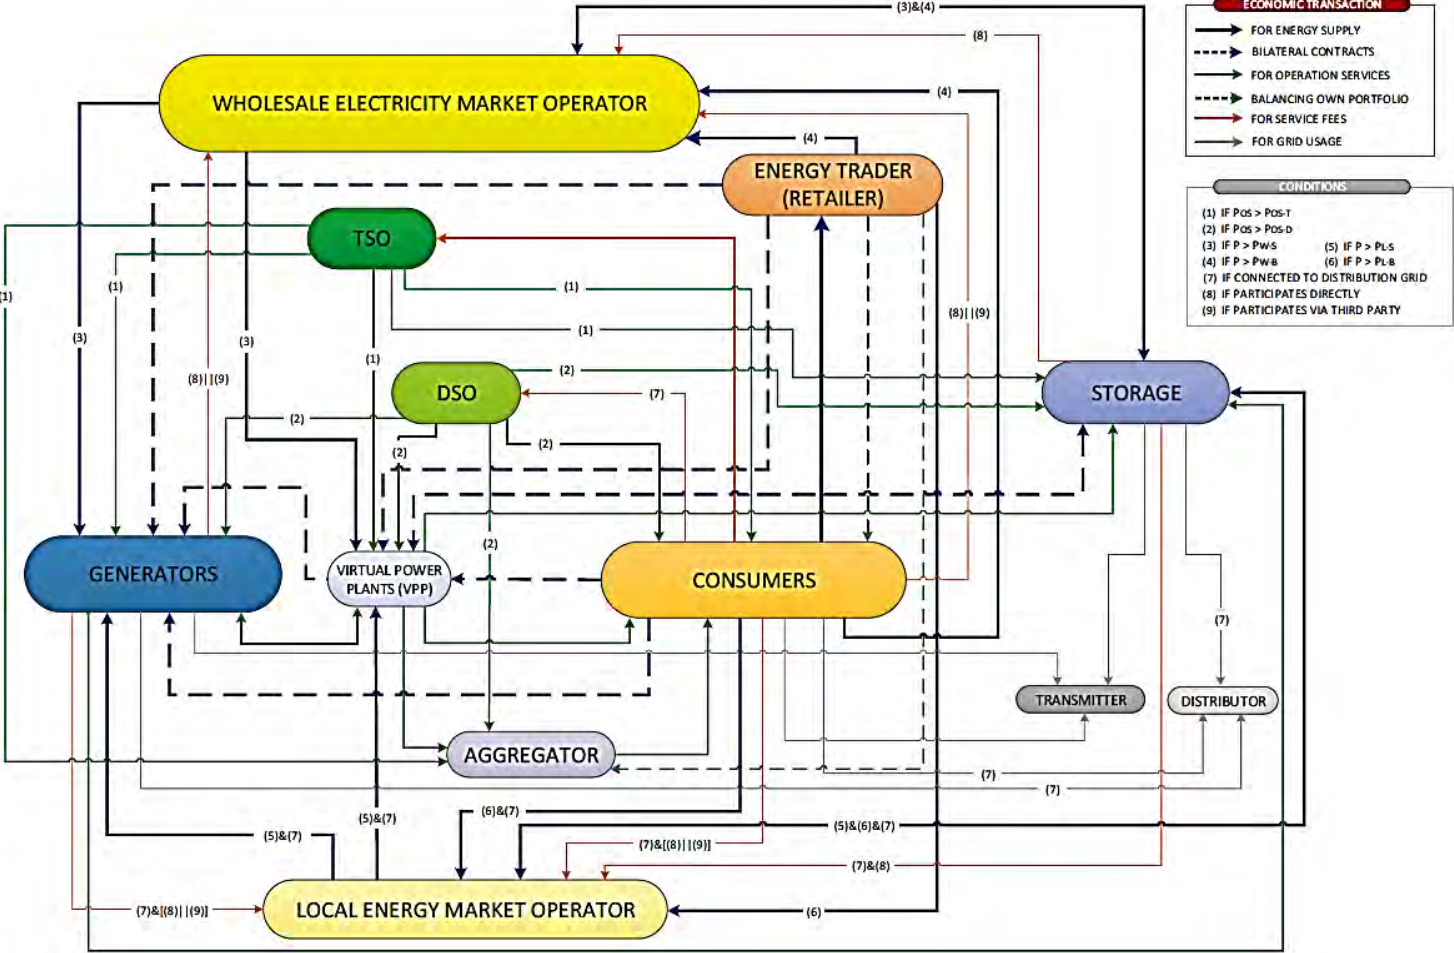 (3)&(4)
ECONOMIC TRANSACTION
FOR ENERGY SUPPLY
BILATERAL CONTRACTS
FOR OPERATION SERVICES
BALANCING OWN PORTFOLIO
FOR SERVICE FEES
FOR GRID USAGE
(8)
WHOLESALE ELECTRICITY MARKET OPERATOR
(4)
(4)
ENERGY TRADER
(RETAILER)
CONDITIONS
(1) IF POS > POS-T
(2) IF POS > POS-D
(3) IF P > PW-S
(5) IF P > PL-S
(4) IF P > PW-B
(6) IF P > PL-B
(7) IF CONNECTED TO DISTRIBUTION GRID
(8) IF PARTICIPATES DIRECTLY
(9) IF PARTICIPATES VIA THIRD PARTY
TSO
(1)
(1)
(1)
(8)||(9)
(1)
(3)
(3)
(1)
(8)||(9)
DSO
(2)
(7)
STORAGE
(2)
(2)
(2)
(2)
GENERATORS
VIRTUAL POWER
PLANTS (VPP)
CONSUMERS
(7)
TRANSMITTER
DISTRIBUTOR
AGGREGATOR
(7)
(7)
(6)&(7)
(5)&(7)
(5)&(7)
(5)&(6)&(7)
(7)&[(8)||(9)]
(7)&(8)
(7)&[(8)||(9)]
LOCAL ENERGY MARKET OPERATOR
(6)